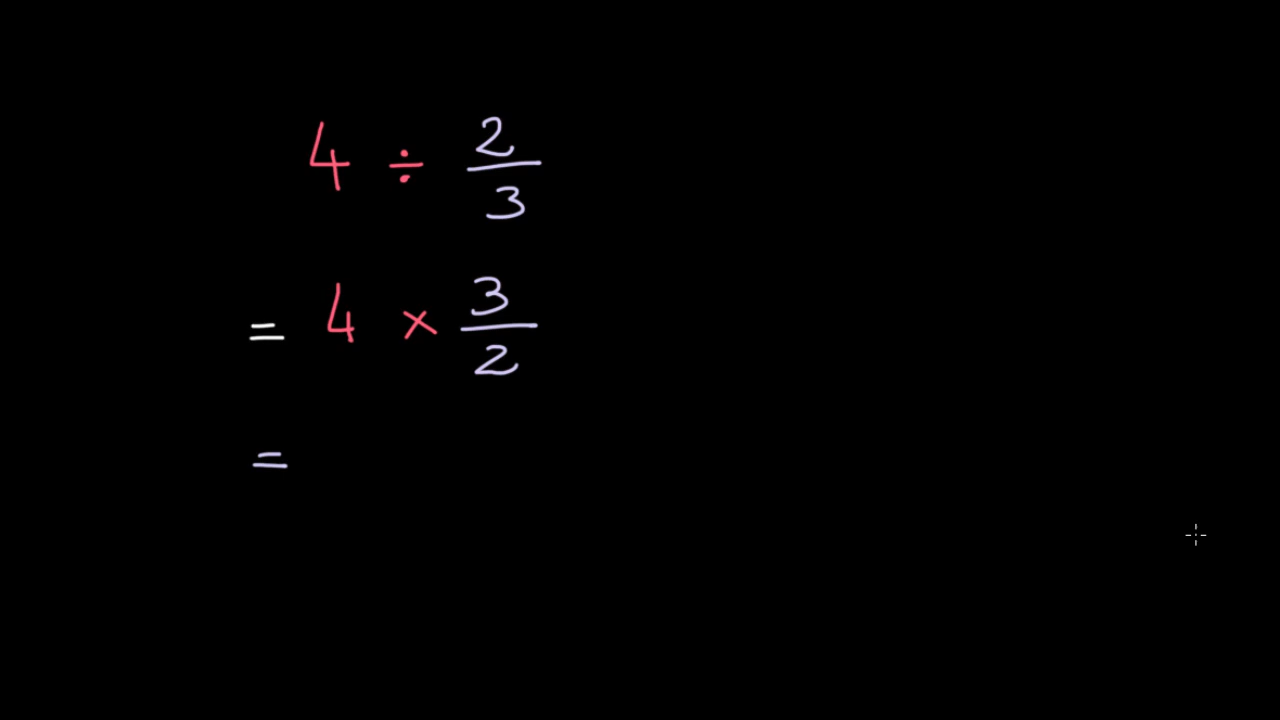 4 ÷ 2/3
= 4 × 3/2
=